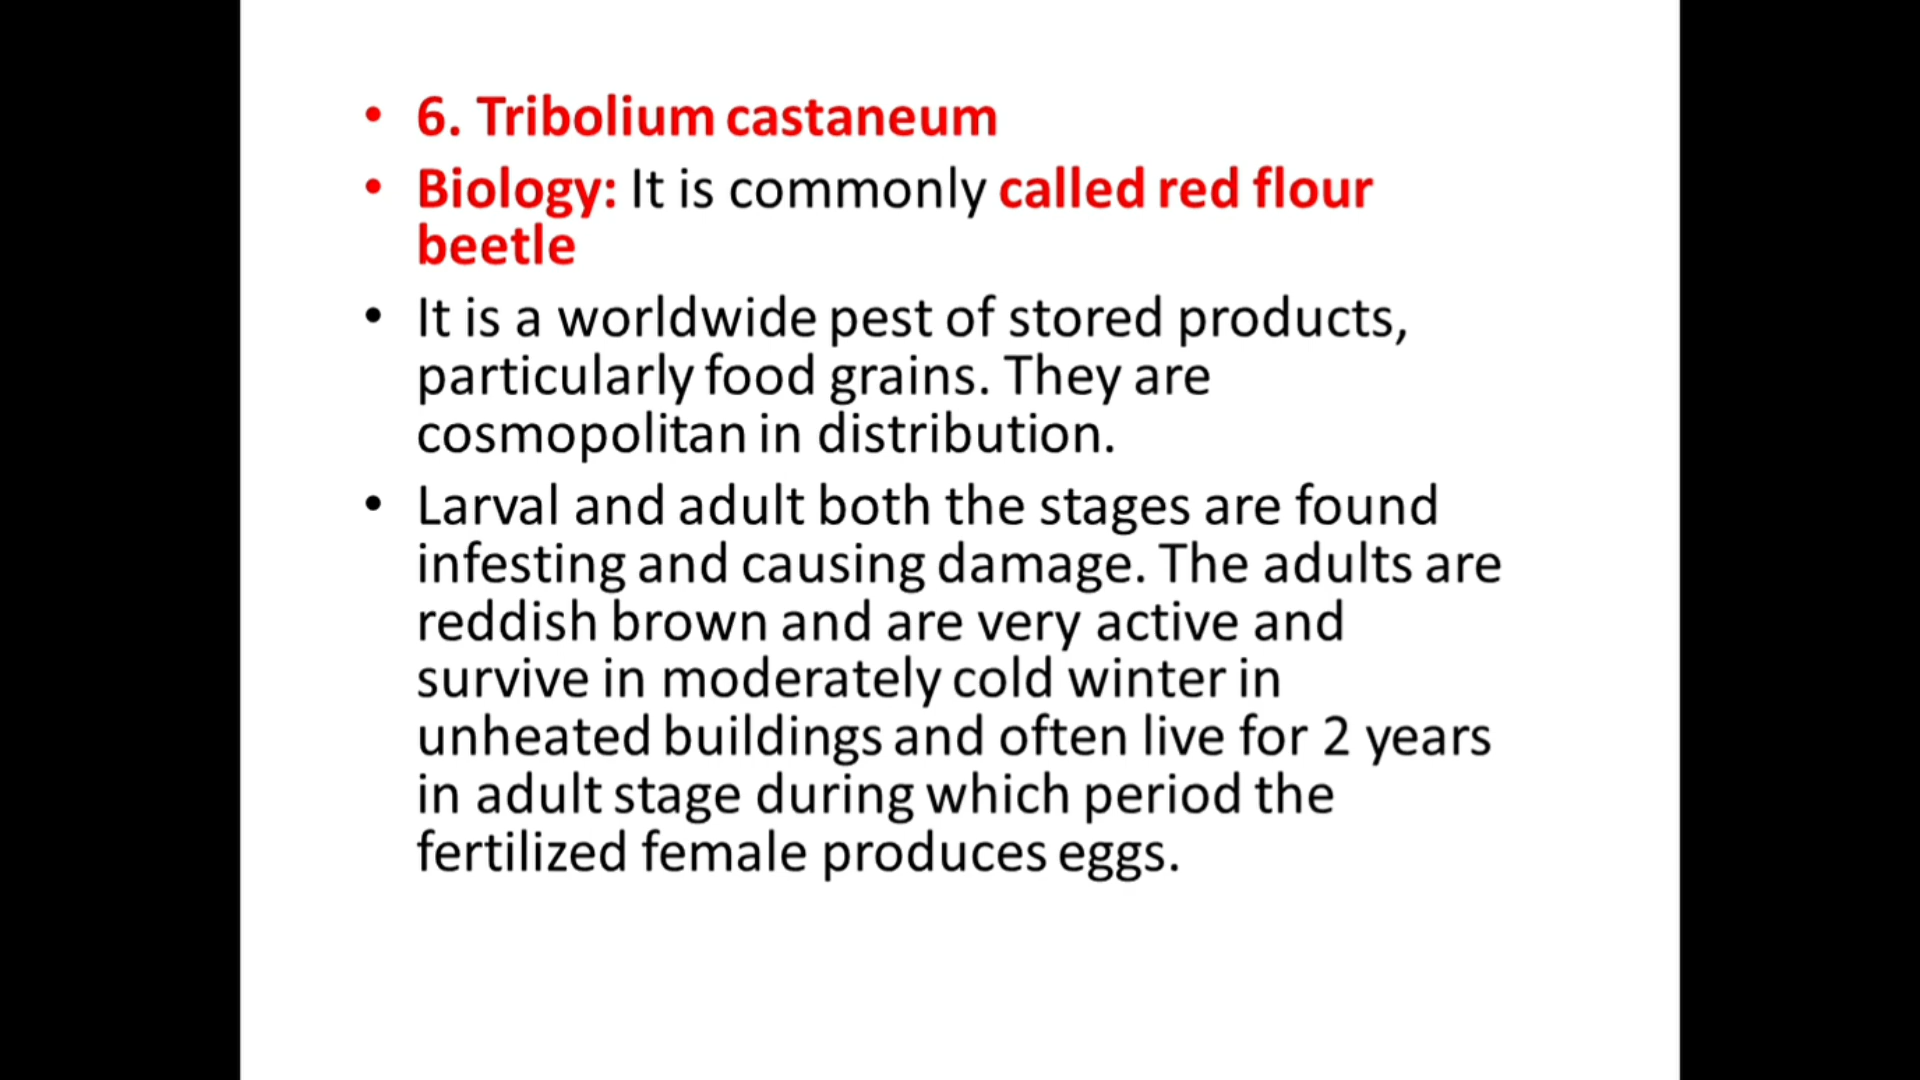 • 6. Tribolium castaneum
• Biology: It is commonly called red flour
beetle
• It is a worldwide pest of stored products,
particularly food grains. They are
cosmopolitan in distribution.
• Larval and adult both the stages are found
infesting and causing damage. The adults are
reddish brown and are very active and
survive in moderately cold winter in
unheated buildings and often live for 2 years
in adult stage during which period the
fertilized female produces eggs.